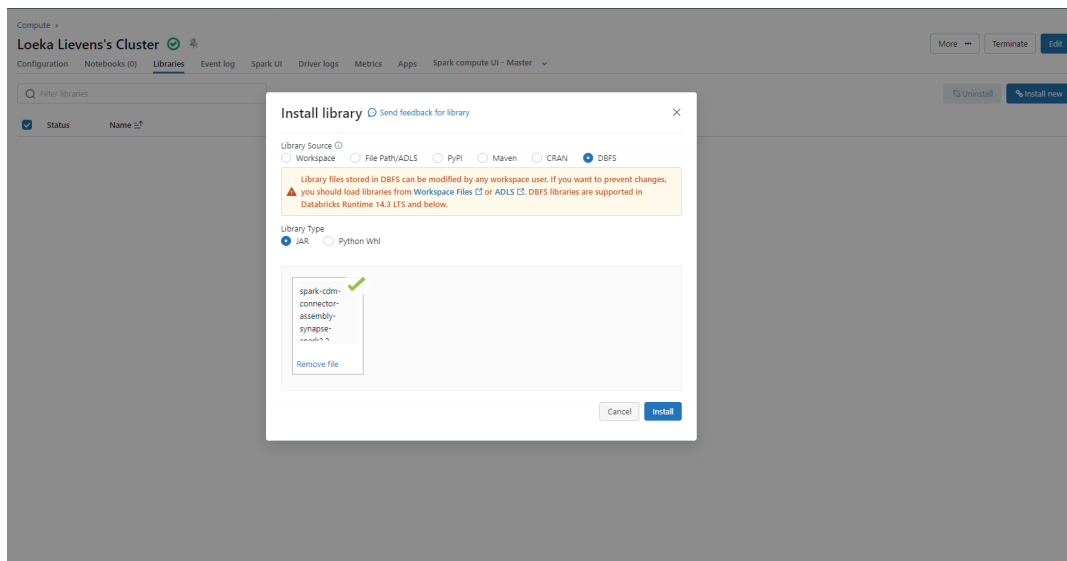 Compute >
Loeka Lievens's Cluster
More ... Terminate Edit
Configuration Notebooks (0) Libraries Event log Spark UI Driver logs Metrics Apps Spark compute UI - Master
Filter libraries
Uninstall Install new
Status Name
Install library Send feedback for library
Library Source
Workspace File Path/ADLS PyPI Maven CRAN DBFS
Library files stored in DBFS can be modified by any workspace user. If you want to prevent changes,
you should load libraries from Workspace Files or ADLS. DBFS libraries are supported in
Databricks Runtime 14.3 LTS and below.
Library Type
JAR Python Whl
spark-cdm-
connector-
assembly-
synapse-
Remove file
Cancel Install